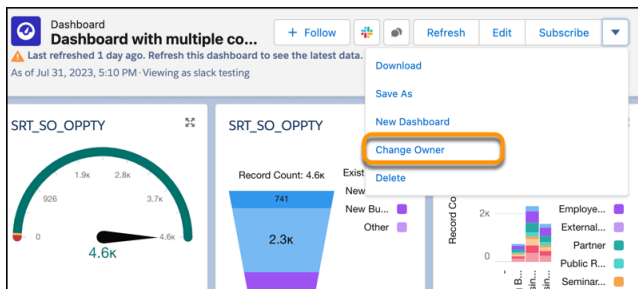 Dashboard
Dashboard with multiple co...
+ Follow
Refresh
Edit
Subscribe
Last refreshed 1 day ago. Refresh this dashboard to see the latest data.
As of Jul 31, 2023, 5:10 PM·Viewing as slack testing
Download
Save As
New Dashboard
Change Owner
Delete
SRT_SO_OPPTY
0
926
1.9K
2.8K
3.7K
4.6K
4.6K
SRT_SO_OPPTY
Record Count: 4.6K
741
2.3K
Exist
New
New Bu...
Other
Record Co
2K
0
Employe...
External...
Partner
Public R...
Seminar...